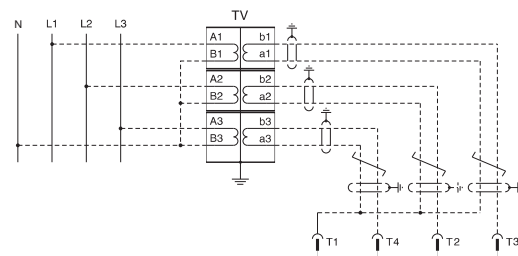 TV
N L1 L2 L3
A1 b1
B1 a1
A2 b2
B2 a2
A3 b3
B3 a3
T1 T4 T2 T3